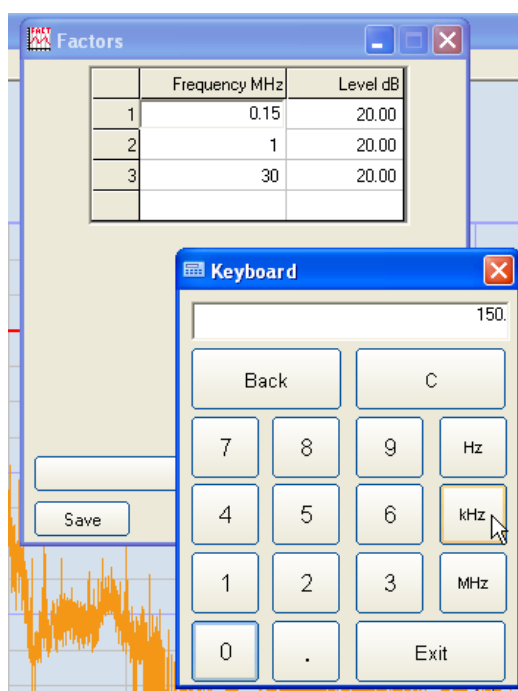 FACT
Factors
Frequency MHz Level dB
1 0.15 20.00
2 1 20.00
3 30 20.00
Keyboard
150.
Back C
7 8 9 Hz
4 5 6 kHz
1 2 3 MHz
0 . Exit
Save